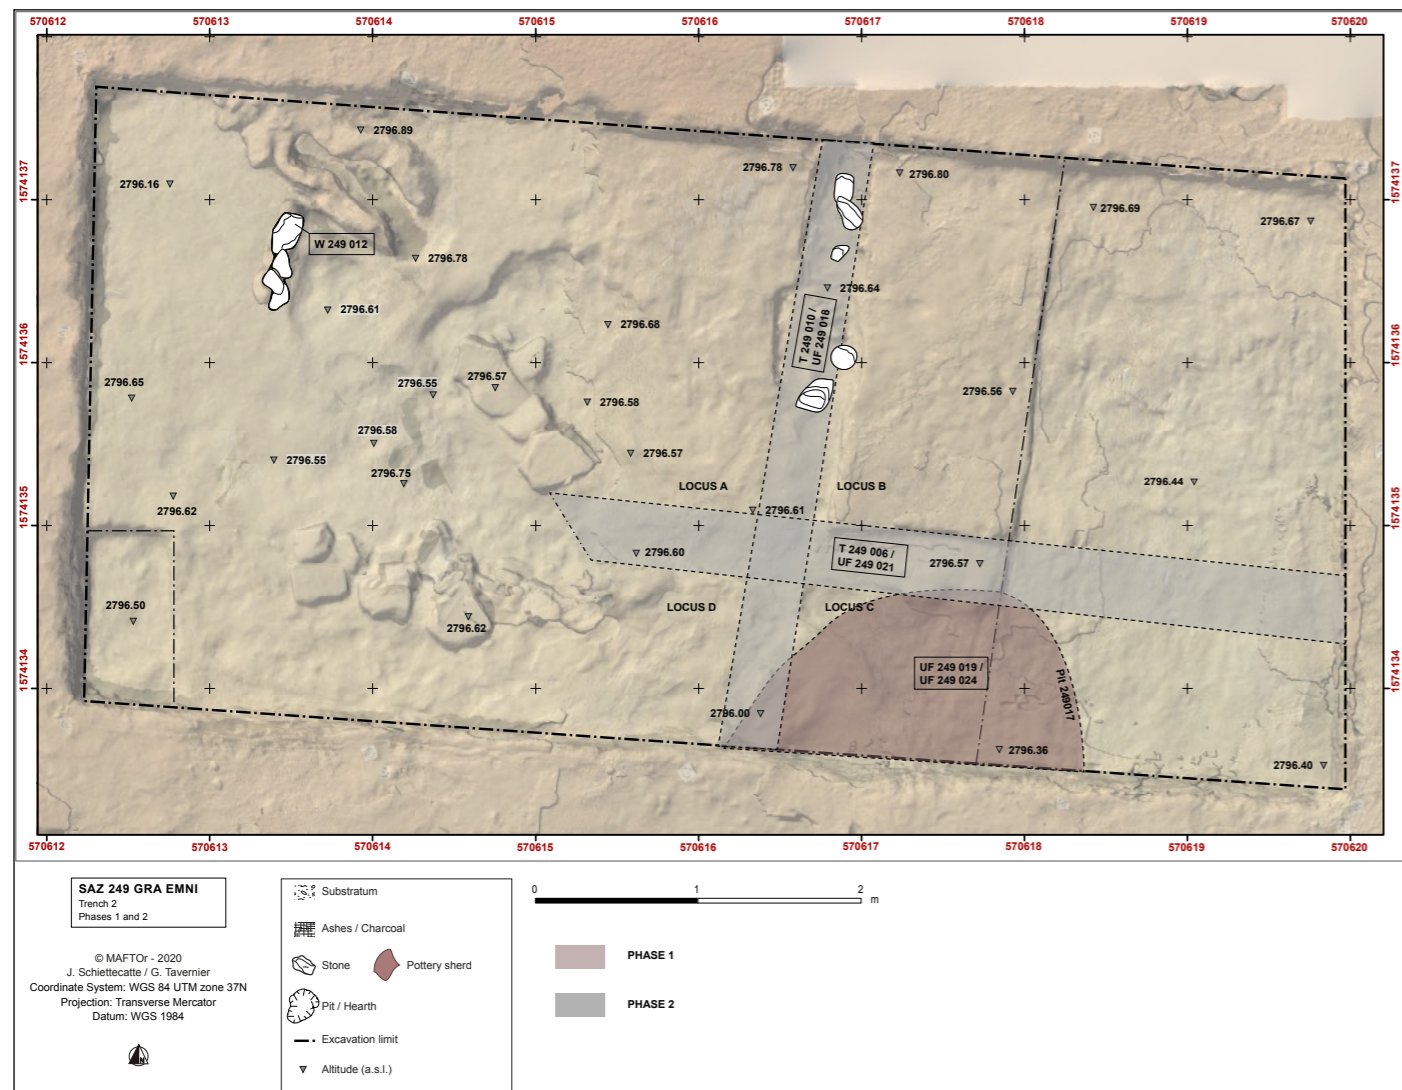 570612 570613 570614 570615 570616 570617 570618 570619 570620
1574137
1574136
1574135
1574134
1574137
1574136
1574135
1574134
2796.89
2796.78
2796.80
2796.16
2796.69
2796.67
W 249 012
2796.78
2796.64
2796.61
2796.68
T 249 010 /
UF 249 018
2796.57
2796.65
2796.55
2796.58
2796.56
2796.58
2796.57
2796.55
2796.75
LOCUS A
LOCUS B
2796.44
2796.62
2796.61
2796.60
T 249 006 /
UF 249 021
2796.57
2796.50
2796.62
LOCUS D
LOCUS C
UF 249 019 /
UF 249 024
Pit 249017
2796.00
2796.36
2796.40
570612 570613 570614 570615 570616 570617 570618 570619 570620
SAZ 249 GRA EMNI
Trench 2
Phases 1 and 2
© MAFTOr - 2020
J. Schiettecatte / G. Tavernier
Coordinate System: WGS 84 UTM zone 37N
Projection: Transverse Mercator
Datum: WGS 1984
N
Substratum
Ashes / Charcoal
Stone
Pottery sherd
Pit / Hearth
Excavation limit
Altitude (a.s.l.)
0 1 2 m
PHASE 1
PHASE 2